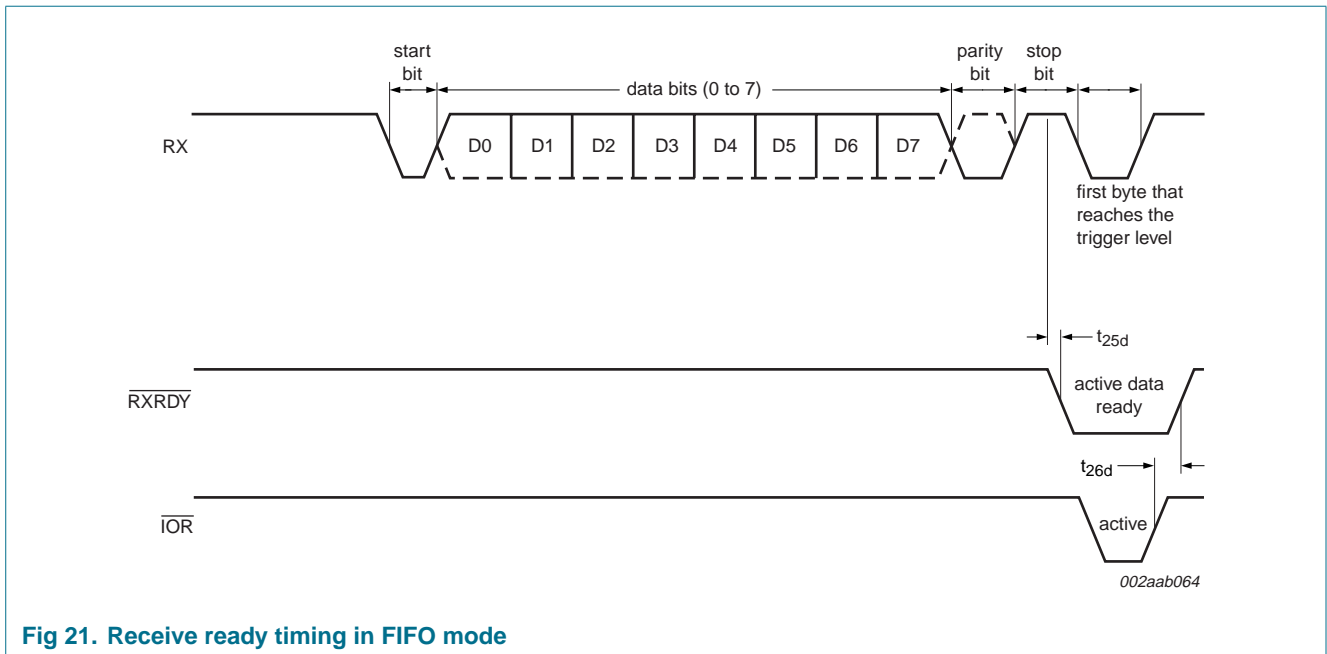 start
bit
data bits (0 to 7)
parity
bit
stop
bit
RX
D0 D1 D2 D3 D4 D5 D6 D7
first byte that
reaches the
trigger level
t25d
RXRDY
active data
ready
t26d
IOR
active
002aab064
Fig 21. Receive ready timing in FIFO mode